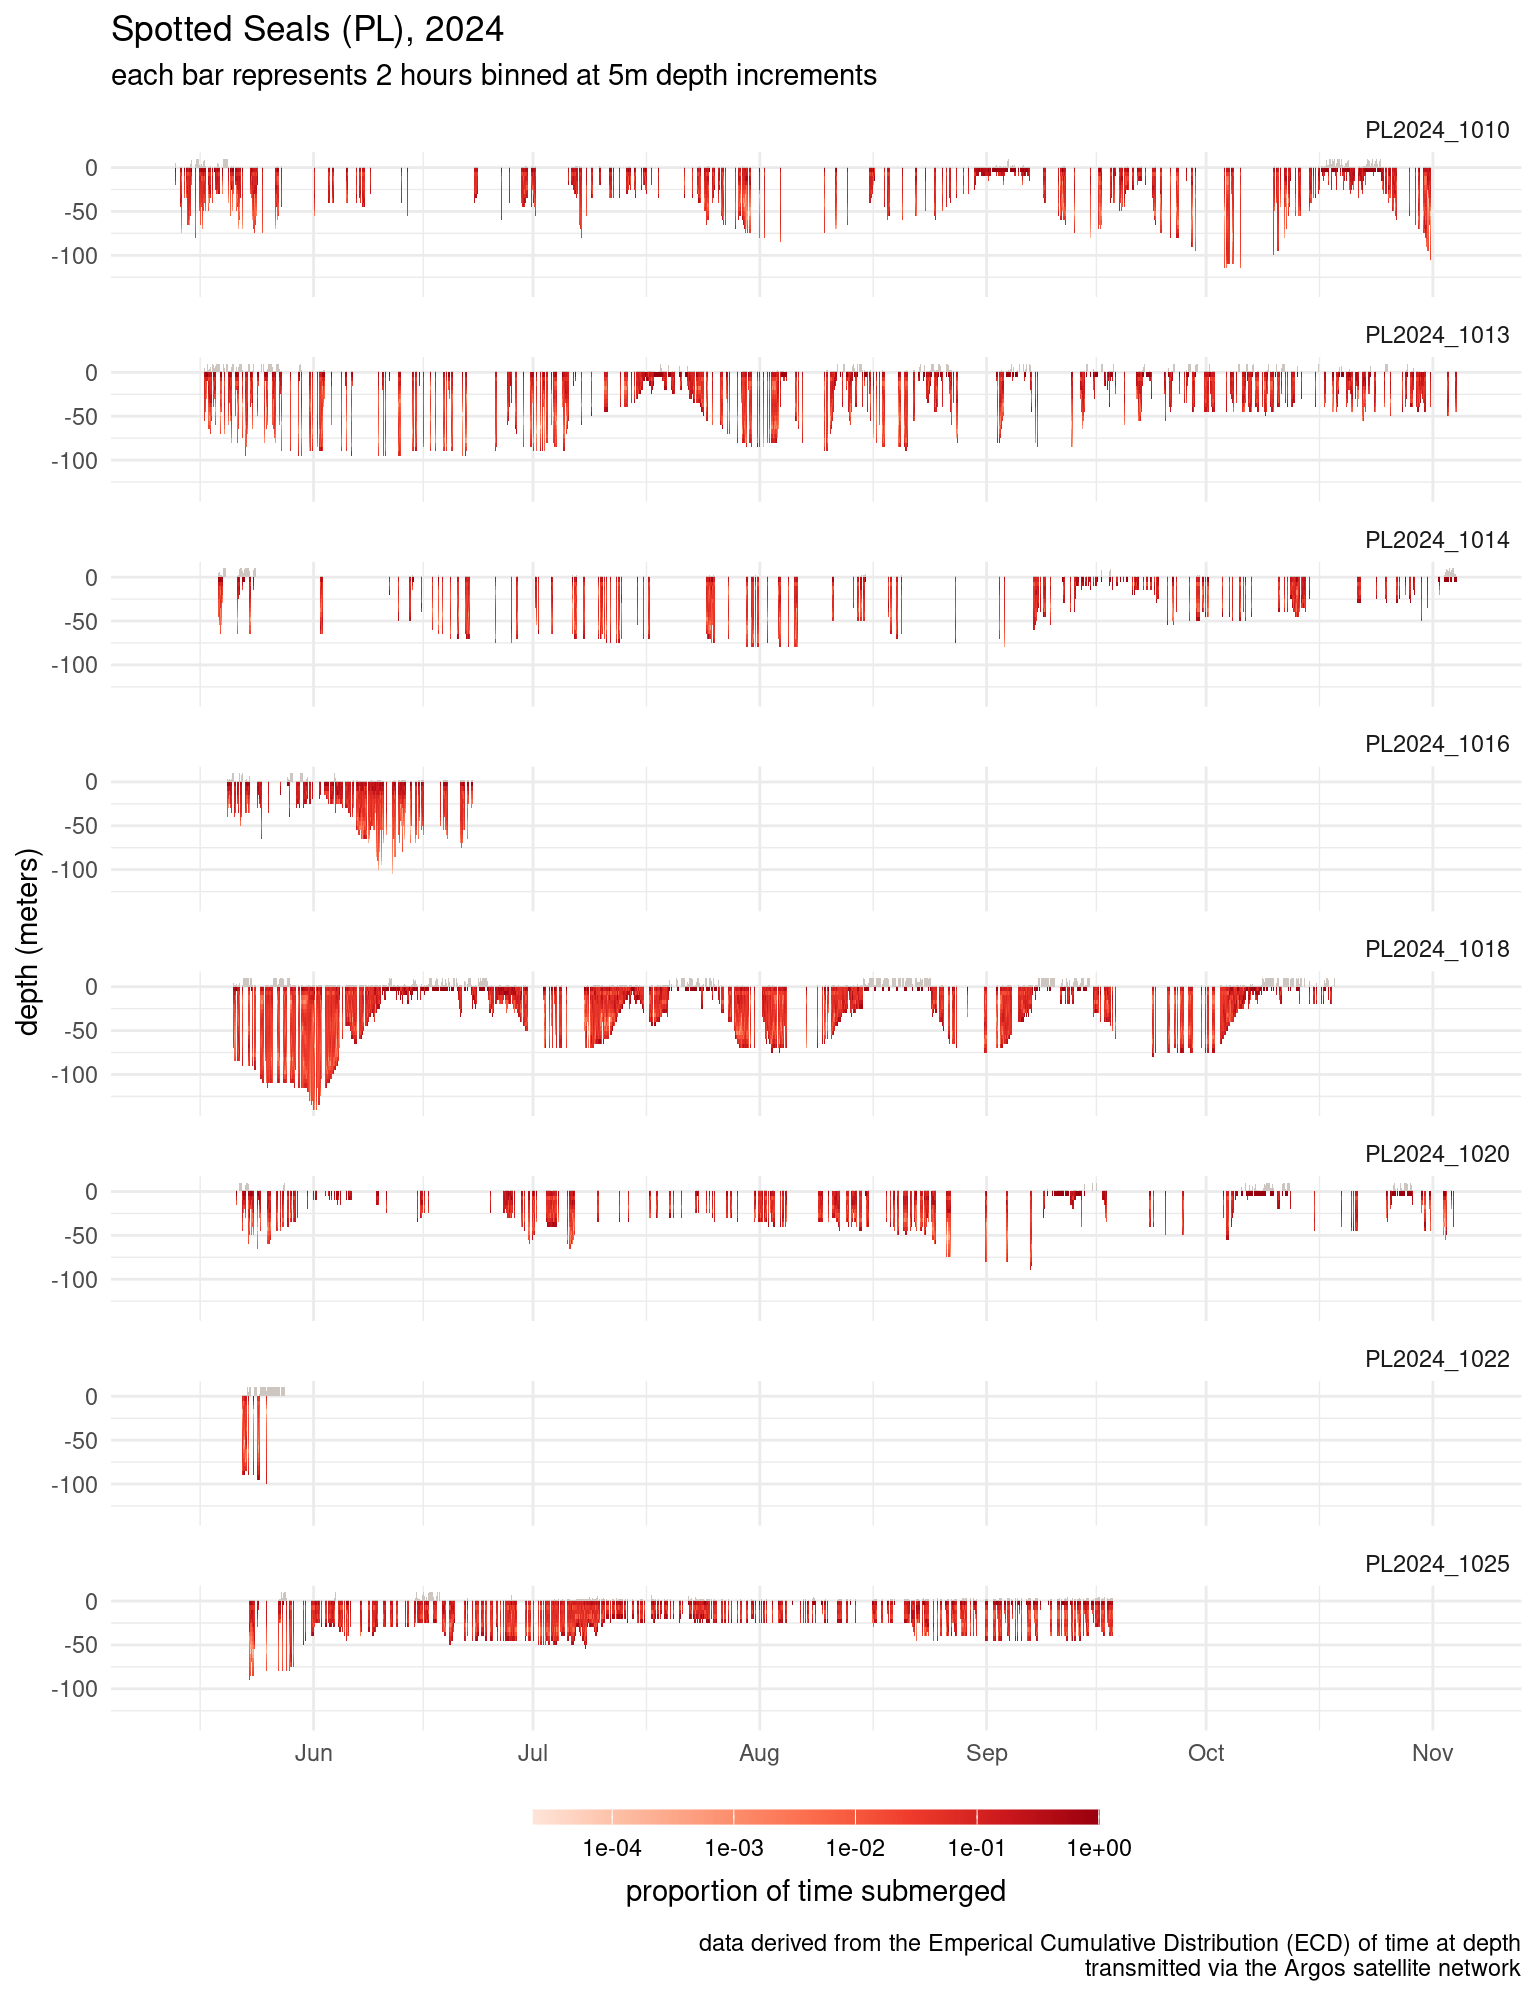 Spotted Seals (PL), 2024
each bar represents 2 hours binned at 5m depth increments
PL2024_1010
0
-50
-100
PL2024_1013
0
-50
-100
PL2024_1014
0
-50
-100
PL2024_1016
0
-50
-100
depth (meters)
PL2024_1018
0
-50
-100
PL2024_1020
0
-50
-100
PL2024_1022
0
-50
-100
PL2024_1025
0
-50
-100
Jun Jul Aug Sep Oct Nov
1e-04 1e-03 1e-02 1e-01 1e+00
proportion of time submerged
data derived from the Emperical Cumulative Distribution (ECD) of time at depth
transmitted via the Argos satellite network